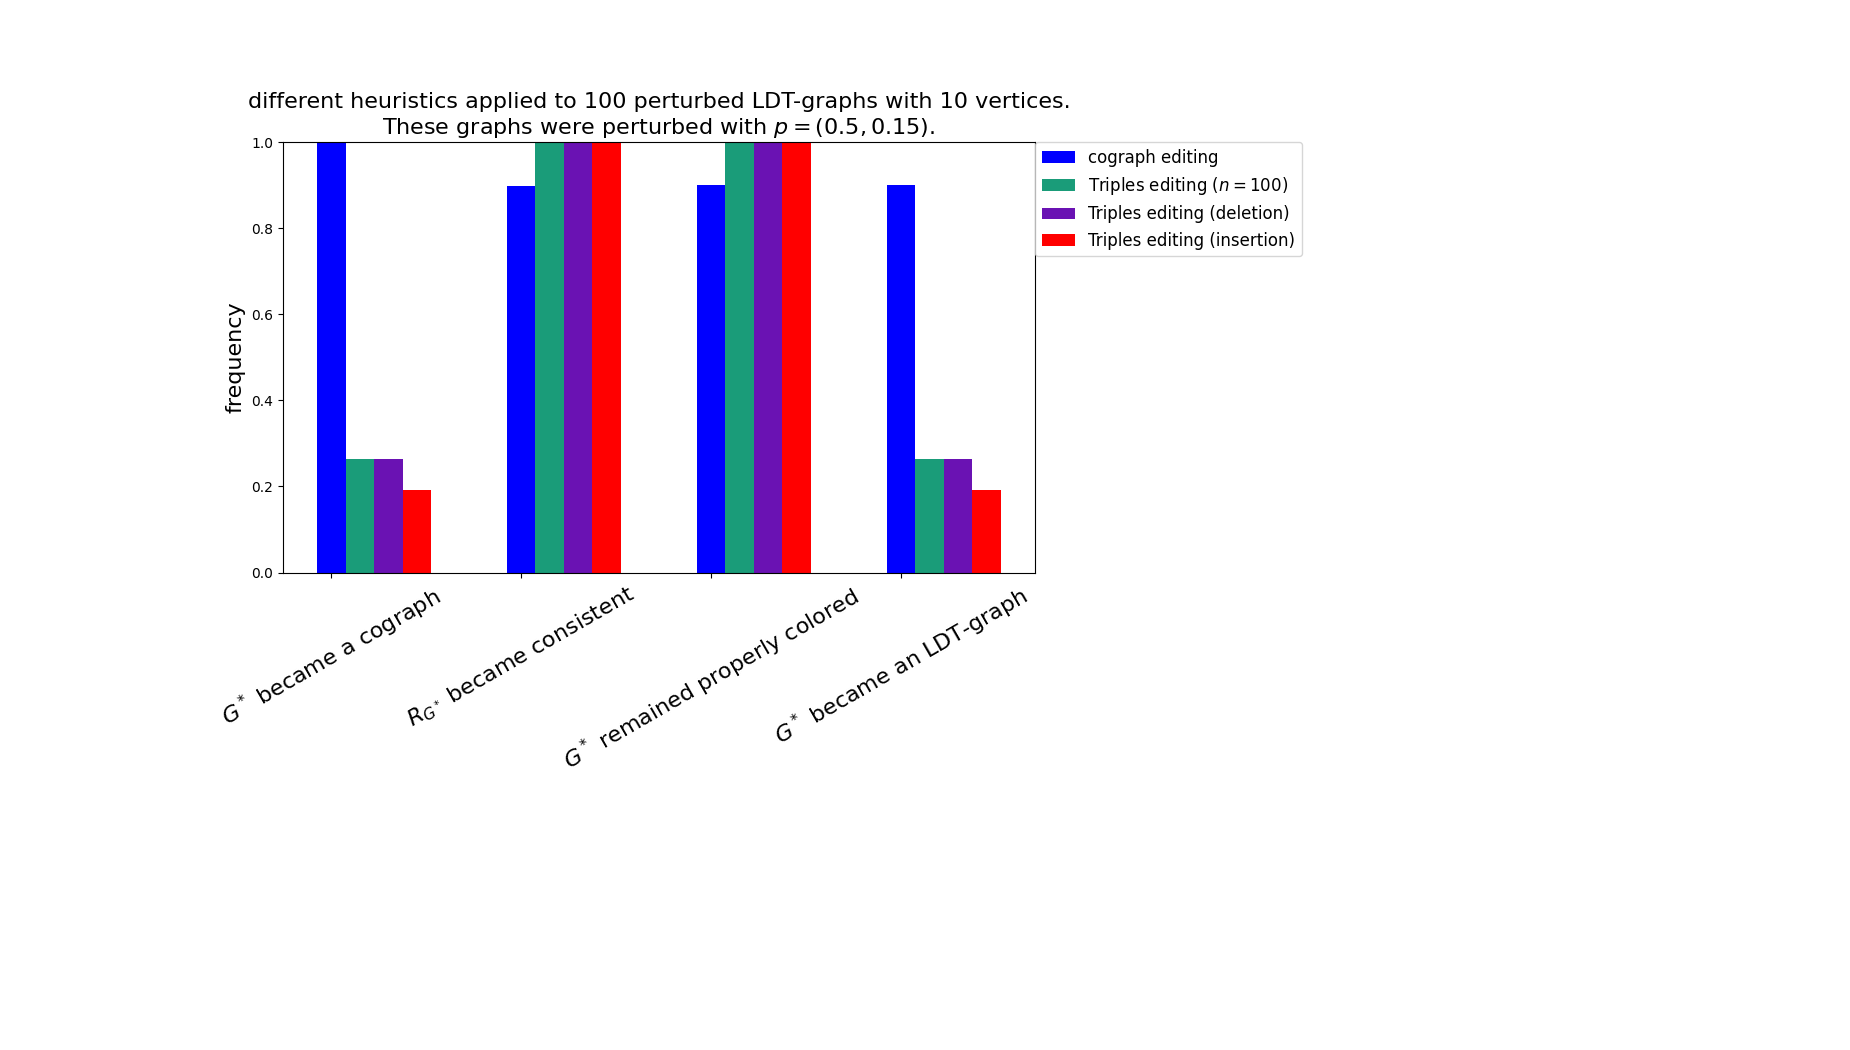 different heuristics applied to 100 perturbed LDT-graphs with 10 vertices.
These graphs were perturbed with p = (0.5, 0.15).
1.0
0.8
0.6
0.4
0.2
0.0
frequency
cograph editing
Triples editing (n = 100)
Triples editing (deletion)
Triples editing (insertion)
G* became a cograph
R_{G*} became consistent
G* remained properly colored
G* became an LDT-graph